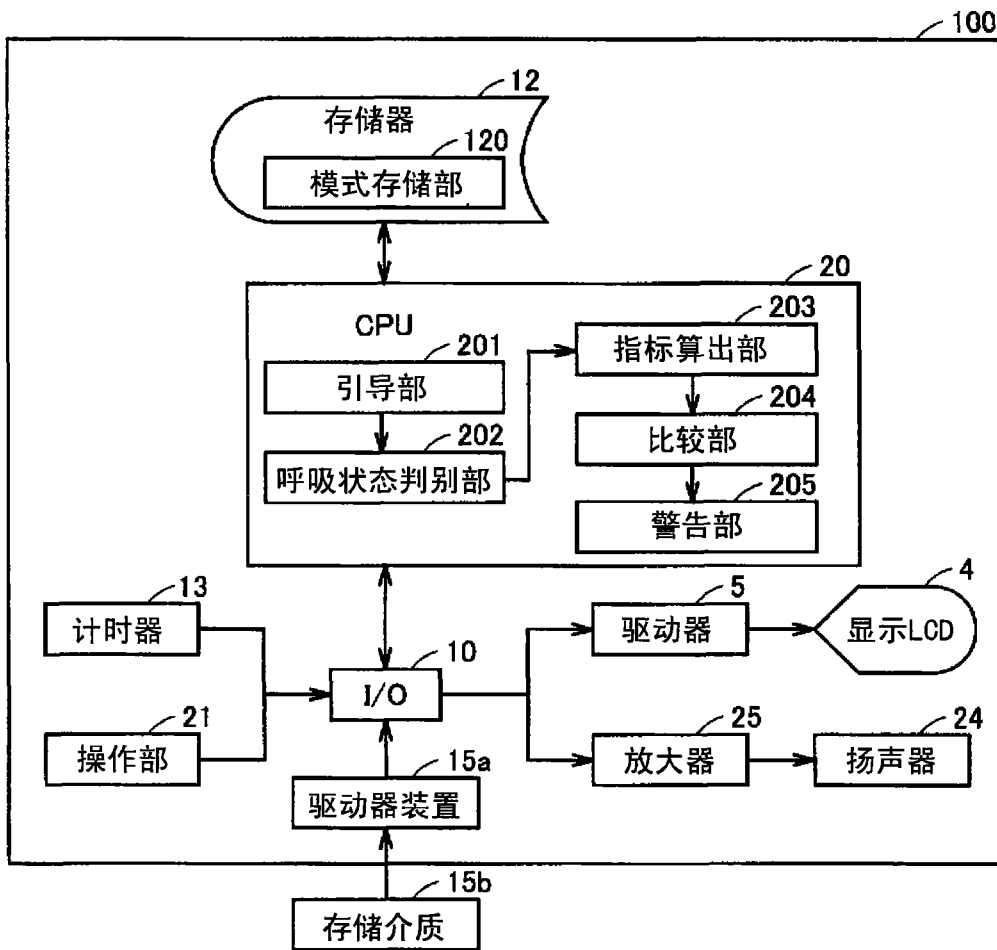 100
12
存储器
120
模式存储部
20
CPU
203
指标算出部
201
引导部
204
比较部
202
呼吸状态判别部
205
警告部
13
计时器
5
驱动器
4
显示LCD
10
I/O
21
操作部
25
放大器
24
扬声器
15a
驱动器装置
15b
存储介质